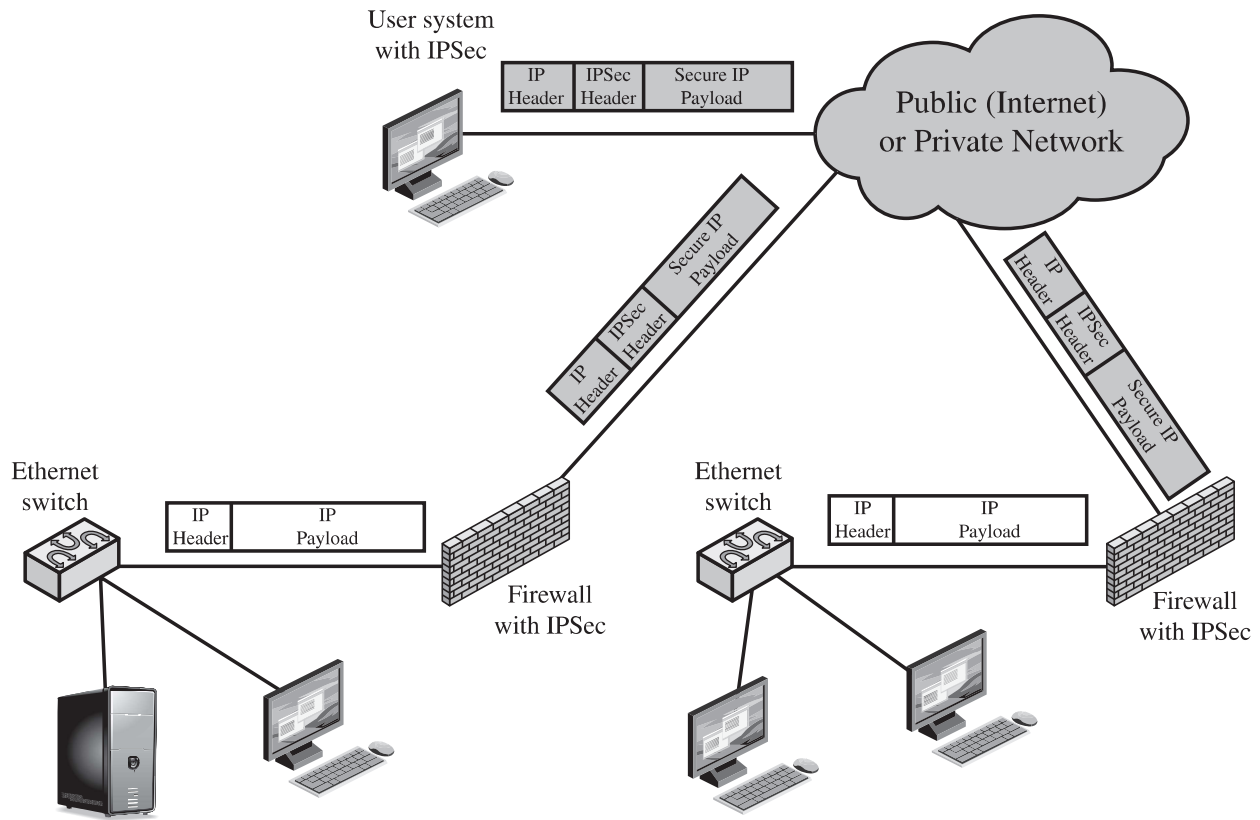 User system
with IPSec
IP
Header
IPSec
Header
Secure IP
Payload
Public (Internet)
or Private Network
IP
Header
IPSec
Header
Secure IP
Payload
IP
Header
IPSec
Header
Secure IP
Payload
Ethernet
switch
IP
Header
IP
Payload
Firewall
with IPSec
Ethernet
switch
IP
Header
IP
Payload
Firewall
with IPSec